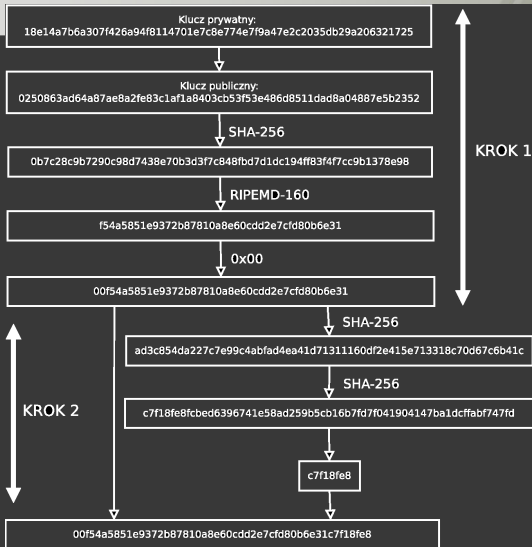 Klucz prywatny:
18e14a7b6a307f426a94f8114701e7c8e774e7f9a47e2c2035db29a206321725
Klucz publiczny:
0250863ad64a87ae8a2fe83c1af1a8403cb53f53e486d8511dad8a04887e5b2352
SHA-256
0b7c28c9b7290c98d7438e70b3d3f7c848fbd7d1dc194ff83f4f7cc9b1378e98
RIPEMD-160
f54a5851e9372b87810a8e60cdd2e7cfd80b6e31
0x00
00f54a5851e9372b87810a8e60cdd2e7cfd80b6e31
KROK 1
SHA-256
ad3c854da227c7e99c4abfad4ea41d71311160df2e415e713318c70d67c6b41c
SHA-256
c7f18fe8fcbed6396741e58ad259b5cb16b7fd7f041904147ba1dcffabf747fd
KROK 2
c7f18fe8
00f54a5851e9372b87810a8e60cdd2e7cfd80b6e31c7f18fe8